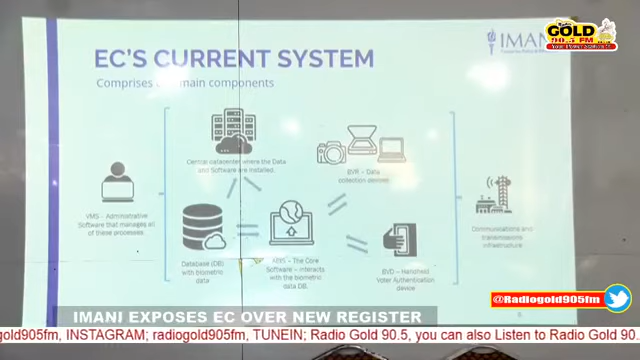 EC'S CURRENT SYSTEM
Comprises main components
IMANI
GOLD
90.5 FM
Central datacenter where the Data
and Software are installed.
BVR - Data
collection devices
VMS - Administrative
Software that manages all
of these processes.
Communications and
transmissions
infrastructure
Database (DB)
with biometric
data
ABIS - The Core
Software - interacts
with the biometric
data DB.
BVD - Handheld
Voter Authentication
device
@Radiogold905fm
IMANI EXPOSES EC OVER NEW REGISTER
gold905fm, INSTAGRAM; radiogold905fm, TUNEIN; Radio Gold 90.5, you can also Listen to Radio Gold 90.